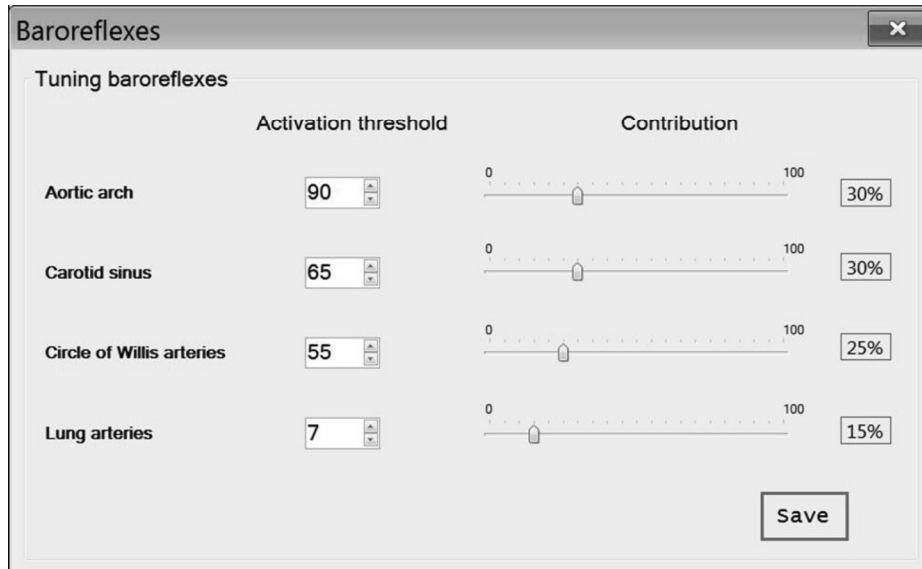 Baroreflexes
Tuning baroreflexes
Activation threshold Contribution
Aortic arch 90 0 100 30%
Carotid sinus 65 0 100 30%
Circle of Willis arteries 55 0 100 25%
Lung arteries 7 0 100 15%
Save